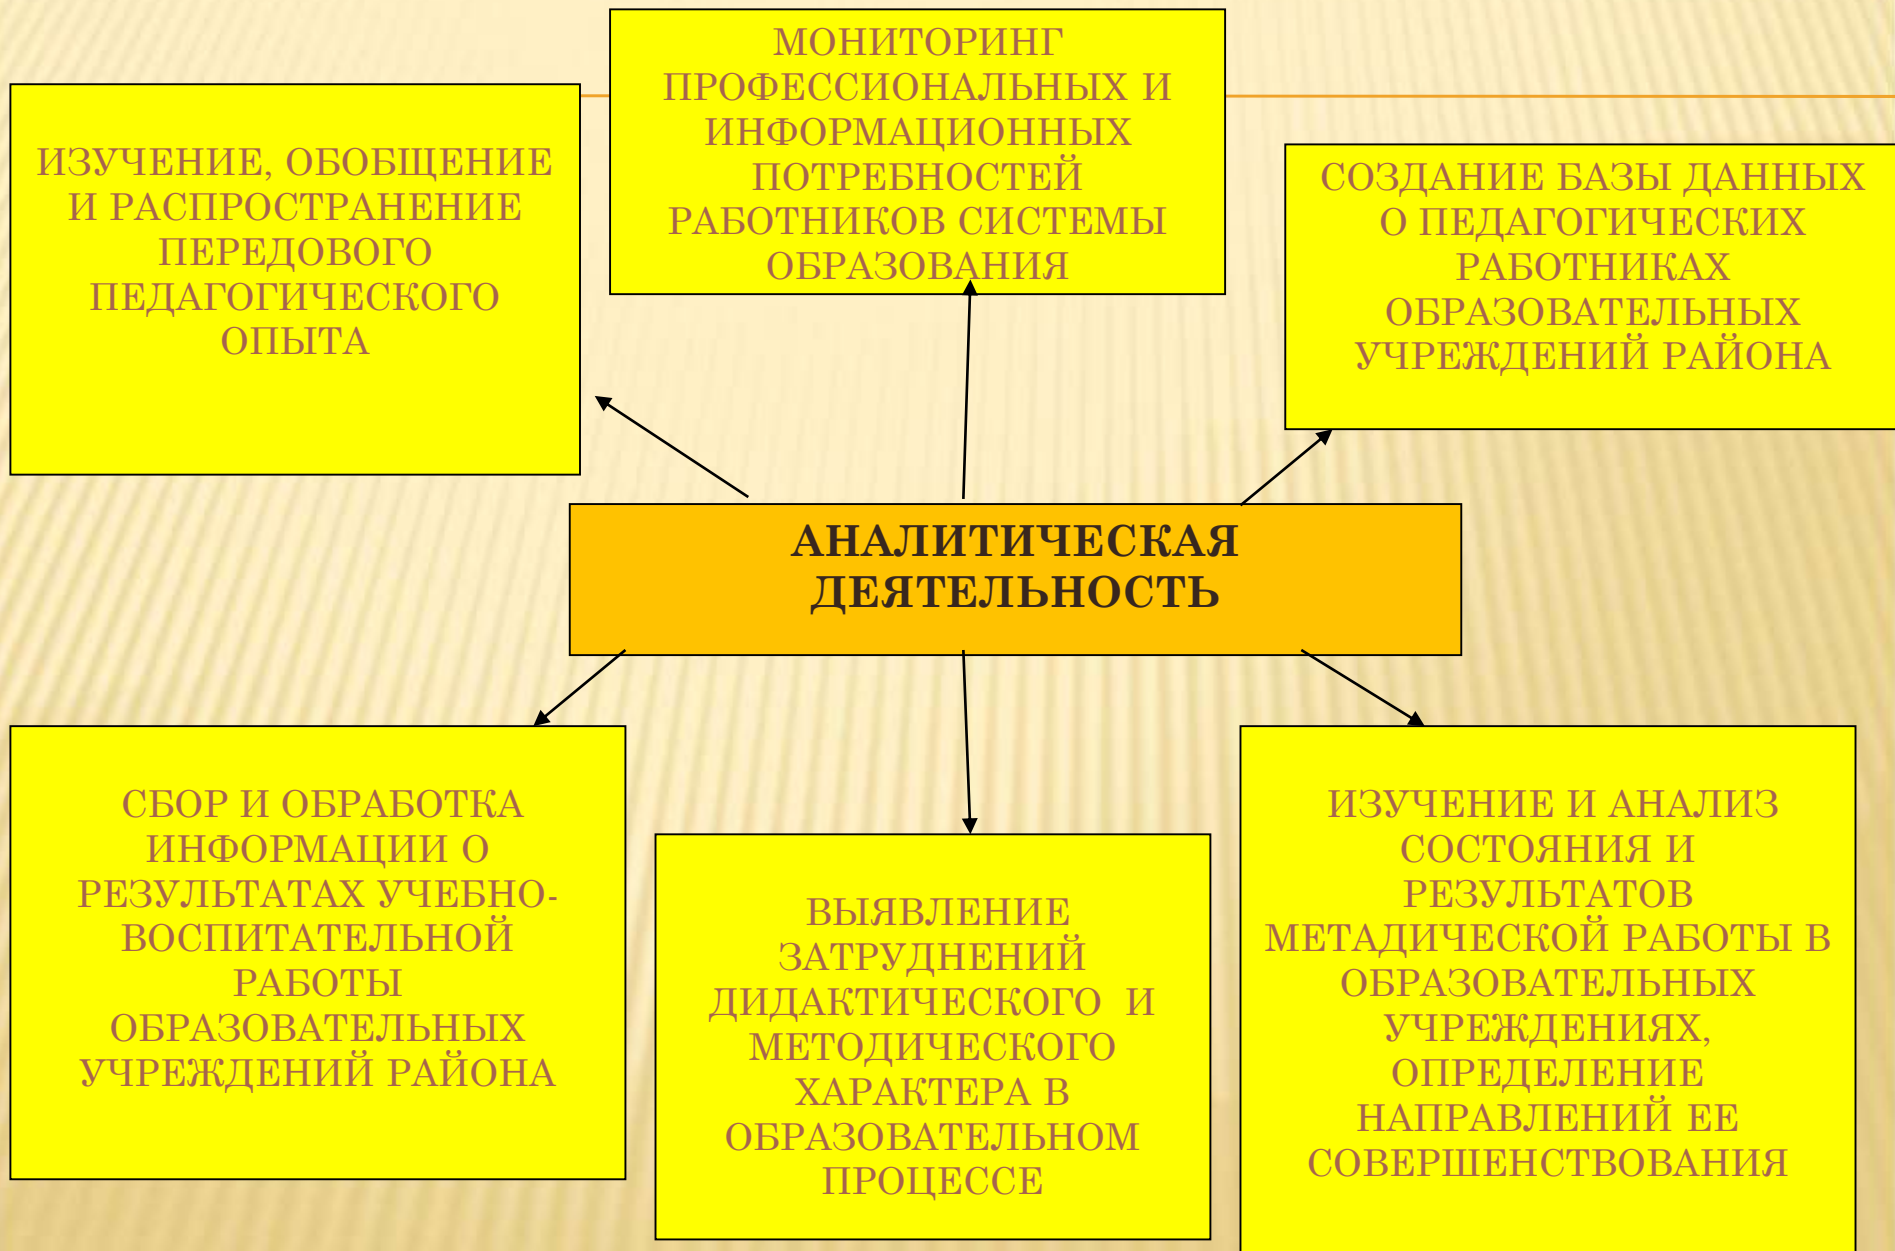 МОНИТОРИНГ
ПРОФЕССИОНАЛЬНЫХ И
ИНФОРМАЦИОННЫХ
ПОТРЕБНОСТЕЙ
РАБОТНИКОВ СИСТЕМЫ
ОБРАЗОВАНИЯ
ИЗУЧЕНИЕ, ОБОБЩЕНИЕ
И РАСПРОСТРАНЕНИЕ
ПЕРЕДОВОГО
ПЕДАГОГИЧЕСКОГО
ОПЫТА
СОЗДАНИЕ БАЗЫ ДАННЫХ
О ПЕДАГОГИЧЕСКИХ
РАБОТНИКАХ
ОБРАЗОВАТЕЛЬНЫХ
УЧРЕЖДЕНИЙ РАЙОНА
АНАЛИТИЧЕСКАЯ
ДЕЯТЕЛЬНОСТЬ
СБОР И ОБРАБОТКА
ИНФОРМАЦИИ О
РЕЗУЛЬТАТАХ УЧЕБНО-
ВОСПИТАТЕЛЬНОЙ
РАБОТЫ
ОБРАЗОВАТЕЛЬНЫХ
УЧРЕЖДЕНИЙ РАЙОНА
ВЫЯВЛЕНИЕ
ЗАТРУДНЕНИЙ
ДИДАКТИЧЕСКОГО И
МЕТОДИЧЕСКОГО
ХАРАКТЕРА В
ОБРАЗОВАТЕЛЬНОМ
ПРОЦЕССЕ
ИЗУЧЕНИЕ И АНАЛИЗ
СОСТОЯНИЯ И
РЕЗУЛЬТАТОВ
МЕТАДИЧЕСКОЙ РАБОТЫ В
ОБРАЗОВАТЕЛЬНЫХ
УЧРЕЖДЕНИЯХ,
ОПРЕДЕЛЕНИЕ
НАПРАВЛЕНИЙ ЕЕ
СОВЕРШЕНСТВОВАНИЯ